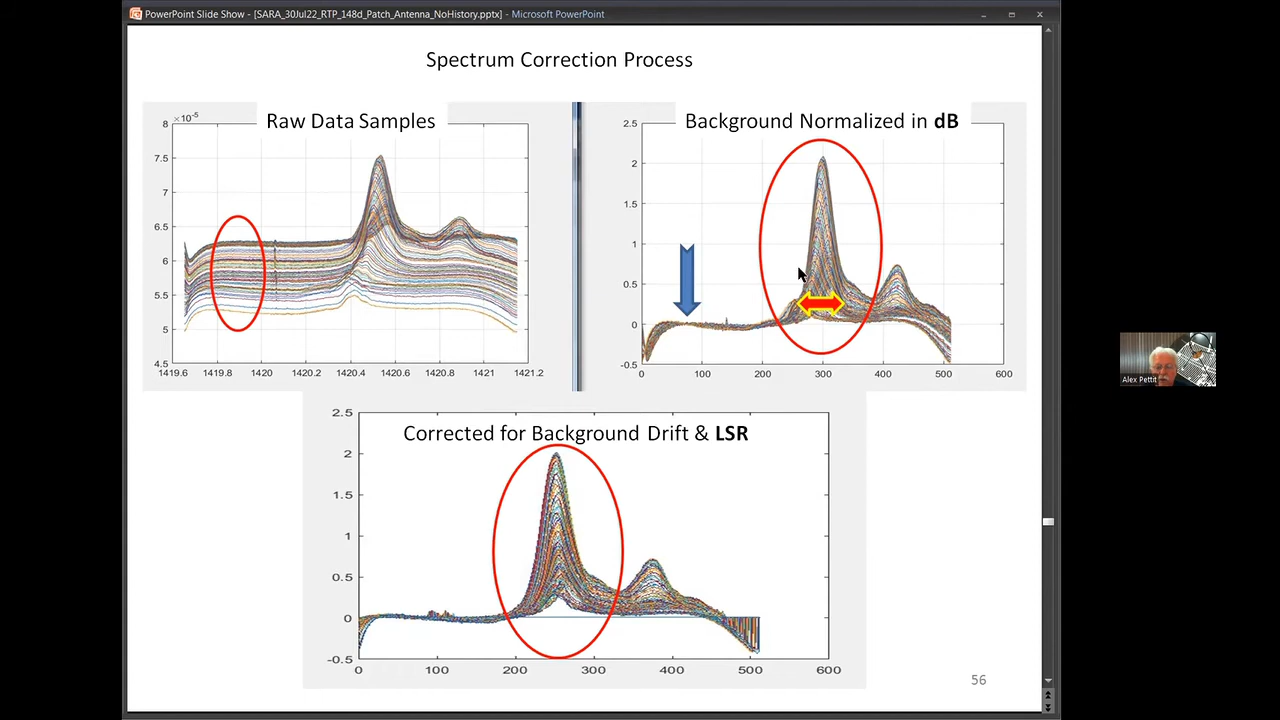 PowerPoint Slide Show - [SARA_30Jul22_RTP_148d_Patch_Antenna_NoHistory.pptx] - Microsoft PowerPoint
Spectrum Correction Process
Raw Data Samples
×10^-5
8
7.5
7
6.5
6
5.5
5
4.5
1419.6 1419.8 1420 1420.2 1420.4 1420.6 1420.8 1421 1421.2
Background Normalized in dB
2.5
2
1.5
1
0.5
0
-0.5
0 100 200 300 400 500 600
Corrected for Background Drift & LSR
2.5
2
1.5
1
0.5
0
-0.5
0 100 200 300 400 500 600
56
Alex Pettit